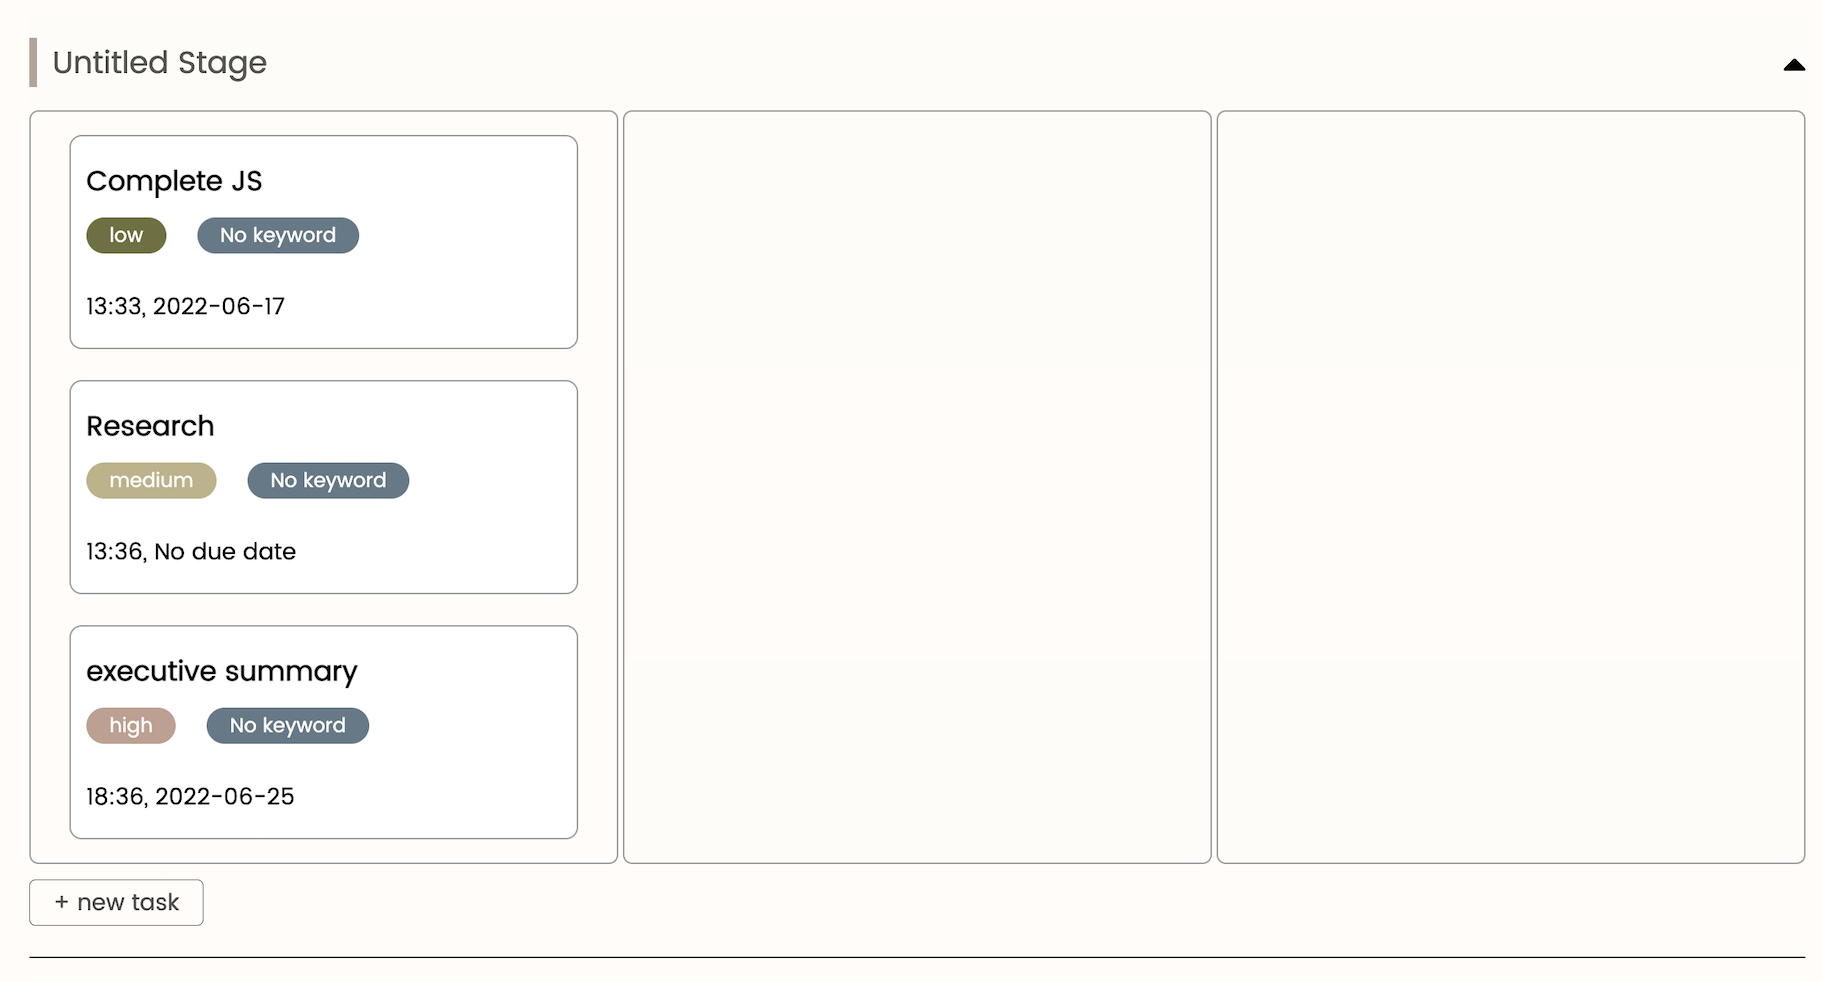 Untitled Stage
Complete JS
low No keyword
13:33, 2022-06-17
Research
medium No keyword
13:36, No due date
executive summary
high No keyword
18:36, 2022-06-25
+ new task